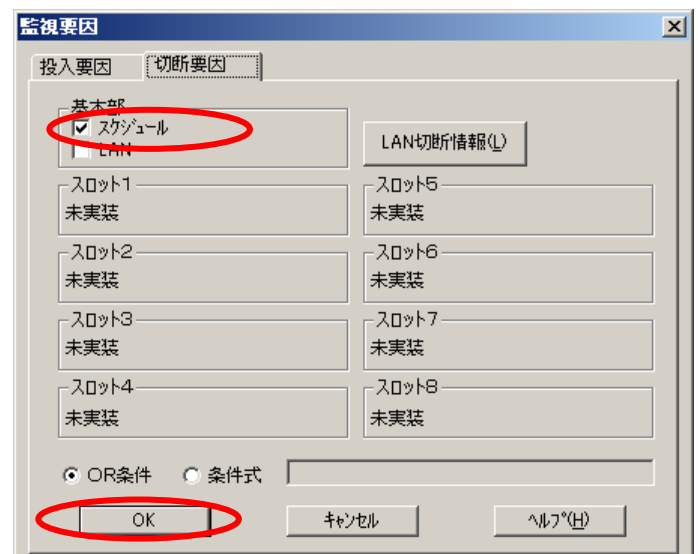 監視要因
投入要因 切断要因
基本部
スケジュール
LAN
LAN切断情報(L)
スロット1
未実装
スロット5
未実装
スロット2
未実装
スロット6
未実装
スロット3
未実装
スロット7
未実装
スロット4
未実装
スロット8
未実装
OR条件 条件式
OK キャンセル ヘルプ(H)